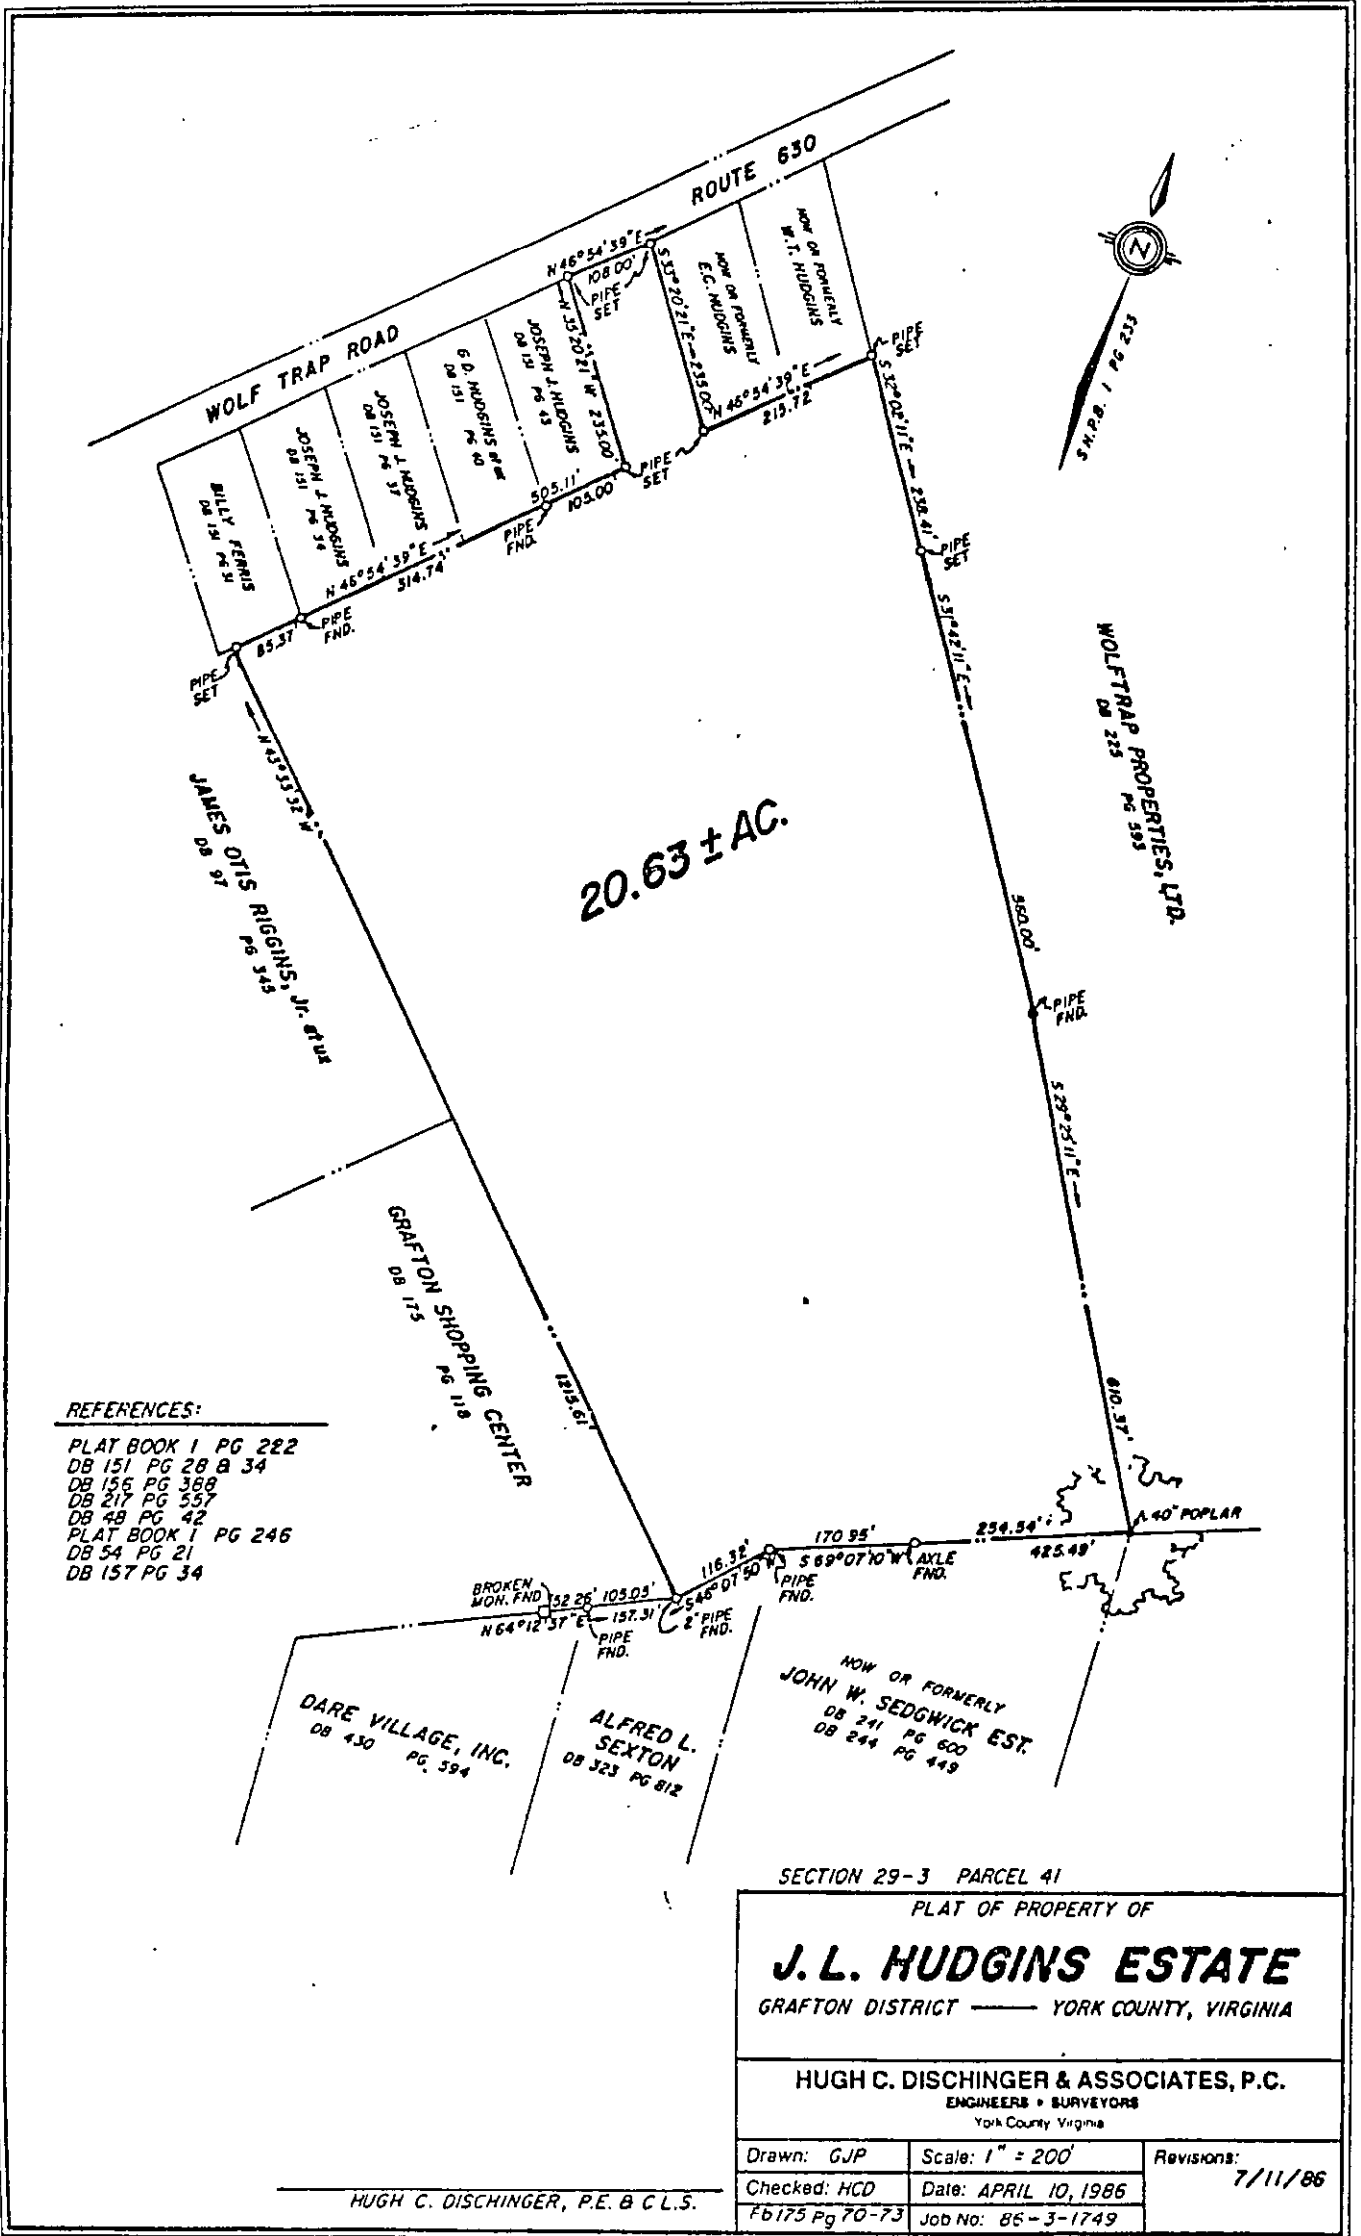 ROUTE 630
WOLF TRAP ROAD
N 46° 54' 39" E
108.00'
PIPE
SET
NOW OR FORMERLY
W.T. HUDGINS
NOW OR FORMERLY
E.C. HUDGINS
S 33° 20' 21" E
235.00'
N 46° 54' 39" E
215.72'
PIPE
SET
235.00'
PIPE
SET
JOSEPH J. HUDGINS
DB 151 PG 43
G.D. HUDGINS et ux
DB 151 PG 40
JOSEPH J. HUDGINS
DB 151 PG 37
JOSEPH J. HUDGINS
DB 151 PG 34
BILLY FERRIS
DB 151 PG 31
505.11'
105.00'
PIPE
FND.
N 46° 54' 39" E
314.74'
PIPE
FND.
85.37'
PIPE
SET
S 32° 02' 11" E
238.41'
PIPE
SET
S 31° 42' 11" E
560.00'
PIPE
FND.
S 29° 25' 11" E
610.37'
N
S.H.P.B. 1 PG 233
WOLFTRAP PROPERTIES, LTD.
DB 225 PG 593
20.63 ± AC.
N 43° 33' 32" W
1215.61'
JAMES OTIS RIGGINS, Jr. et ux
DB 97 PG 345
GRAFTON SHOPPING CENTER
DB 175 PG 118
REFERENCES:
PLAT BOOK 1 PG 222
DB 151 PG 28 & 34
DB 156 PG 388
DB 217 PG 557
DB 48 PG 42
PLAT BOOK 1 PG 246
DB 54 PG 21
DB 157 PG 34
40" POPLAR
254.54'
425.49'
170.95'
S 69° 07' 10" W
AXLE
FND.
116.32'
S 46° 07' 50" W
PIPE
FND.
2" PIPE
FND.
BROKEN
MON. FND
52.26'
105.05'
N 64° 12' 37" E
157.31'
PIPE
FND.
DARE VILLAGE, INC.
DB 430 PG. 594
ALFRED L.
SEXTON
DB 323 PG 812
NOW OR FORMERLY
JOHN W. SEDGWICK EST.
DB 241 PG 600
DB 244 PG 449
SECTION 29-3 PARCEL 41
PLAT OF PROPERTY OF
J. L. HUDGINS ESTATE
GRAFTON DISTRICT — YORK COUNTY, VIRGINIA
HUGH C. DISCHINGER & ASSOCIATES, P.C.
ENGINEERS • SURVEYORS
York County Virginia
Drawn: GJP
Scale: 1" = 200'
Revisions:
7/11/86
Checked: HCD
Date: APRIL 10, 1986
Fb 175 Pg 70-73
Job No: 86-3-1749
HUGH C. DISCHINGER, P.E. & C.L.S.